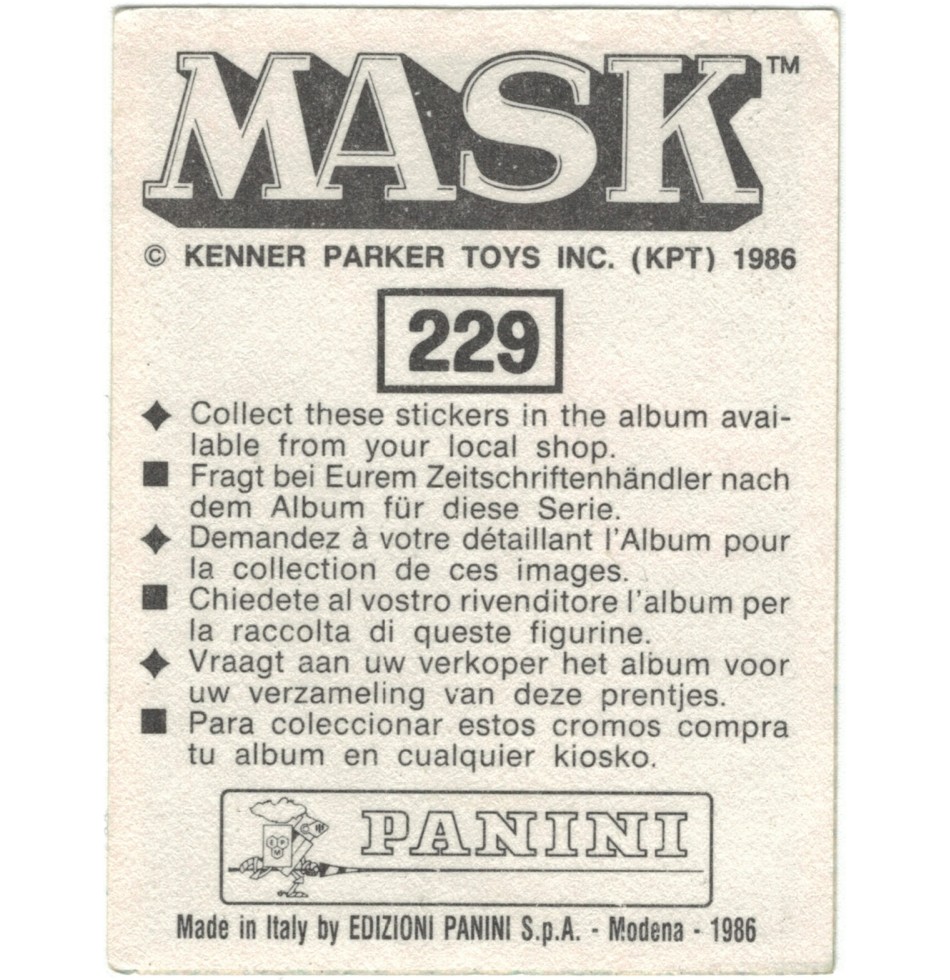 MASK™
© KENNER PARKER TOYS INC. (KPT) 1986
229
Collect these stickers in the album avai-
lable from your local shop.
Fragt bei Eurem Zeitschriftenhändler nach
dem Album für diese Serie.
Demandez à votre détaillant l'Album pour
la collection de ces images.
Chiedete al vostro rivenditore l'album per
la raccolta di queste figurine.
Vraagt aan uw verkoper het album voor
uw verzameling van deze prentjes.
Para coleccionar estos cromos compra
tu album en cualquier kiosko.
PANINI
Made in Italy by EDIZIONI PANINI S.p.A. - Modena - 1986